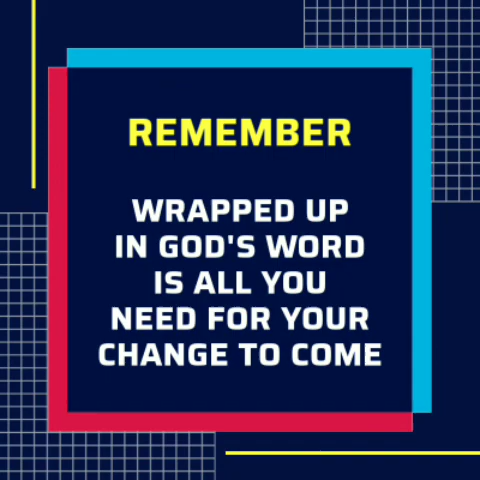 REMEMBER
WRAPPED UP
IN GOD'S WORD
IS ALL YOU
NEED FOR YOUR
CHANGE TO COME